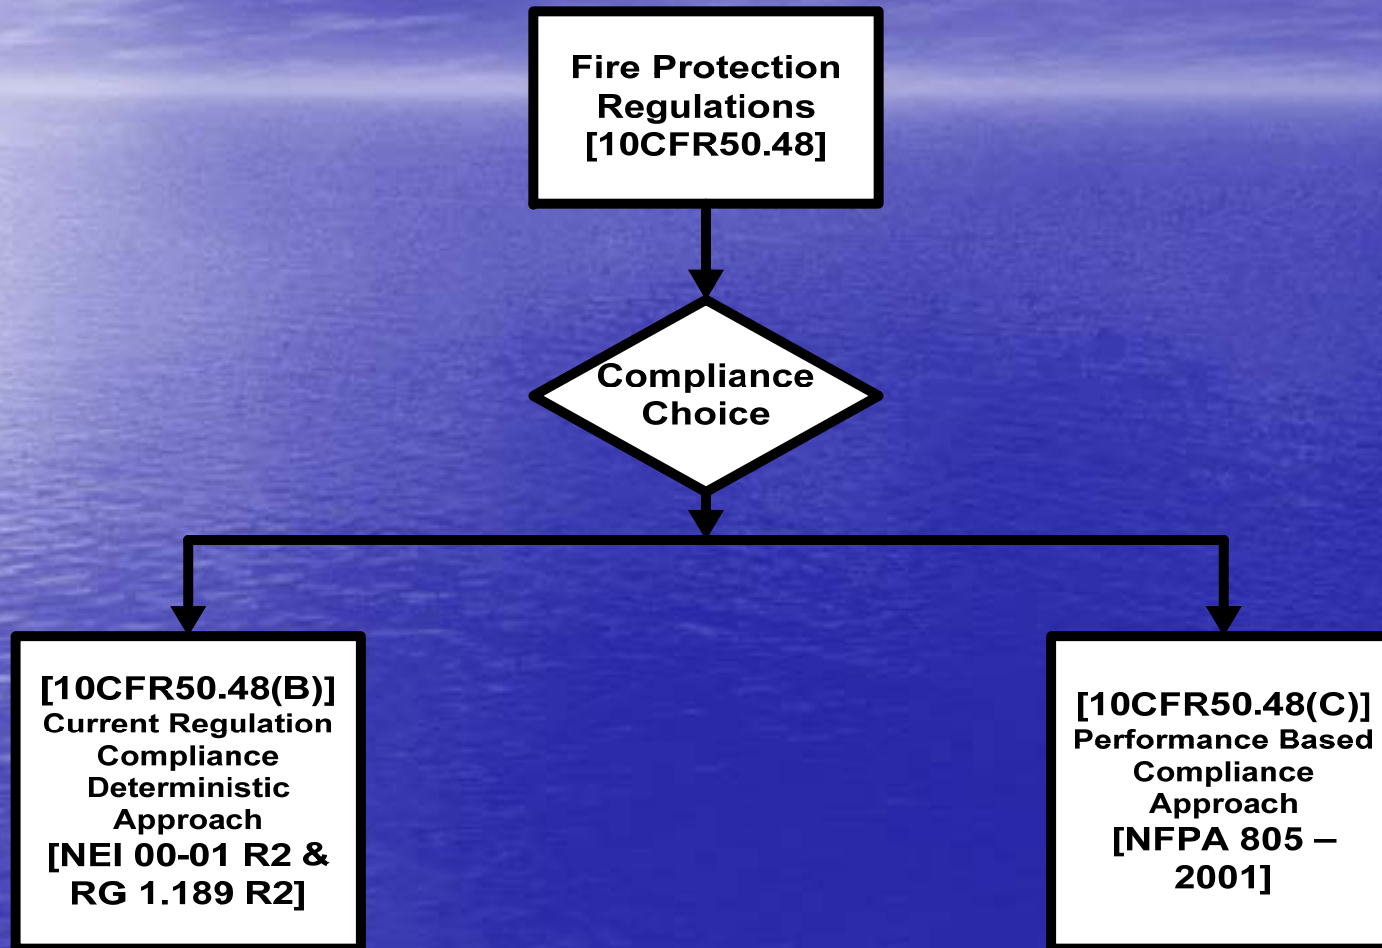 Fire Protection
Regulations
[10CFR50.48]
Compliance
Choice
[10CFR50.48(B)]
Current Regulation
Compliance
Deterministic
Approach
[NEI 00-01 R2 &
RG 1.189 R2]
[10CFR50.48(C)]
Performance Based
Compliance
Approach
[NFPA 805 –
2001]